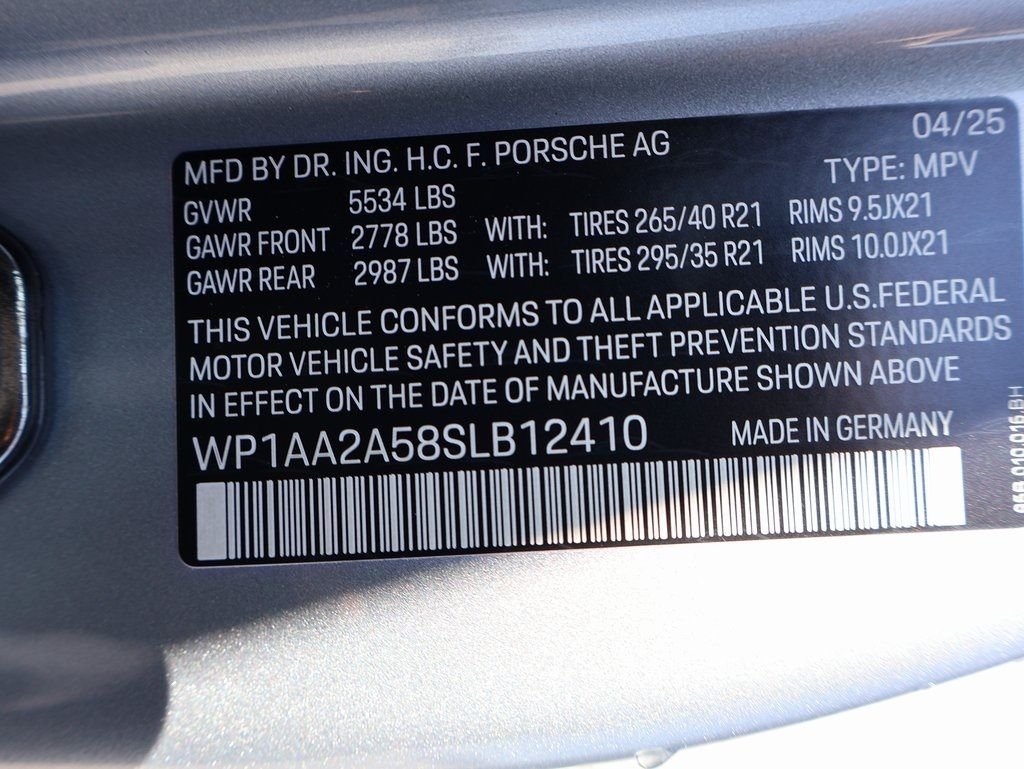 04/25
MFD BY DR. ING. H.C. F. PORSCHE AG
TYPE: MPV
GVWR 5534 LBS
GAWR FRONT 2778 LBS WITH: TIRES 265/40 R21 RIMS 9.5JX21
GAWR REAR 2987 LBS WITH: TIRES 295/35 R21 RIMS 10.0JX21
THIS VEHICLE CONFORMS TO ALL APPLICABLE U.S.FEDERAL
MOTOR VEHICLE SAFETY AND THEFT PREVENTION STANDARDS
IN EFFECT ON THE DATE OF MANUFACTURE SHOWN ABOVE
WP1AA2A58SLB12410 MADE IN GERMANY